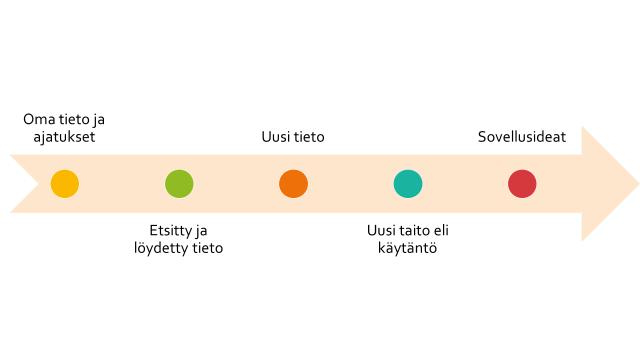 Oma tieto ja
ajatukset
Etsitty ja
löydetty tieto
Uusi tieto
Uusi taito eli
käytäntö
Sovellusideat